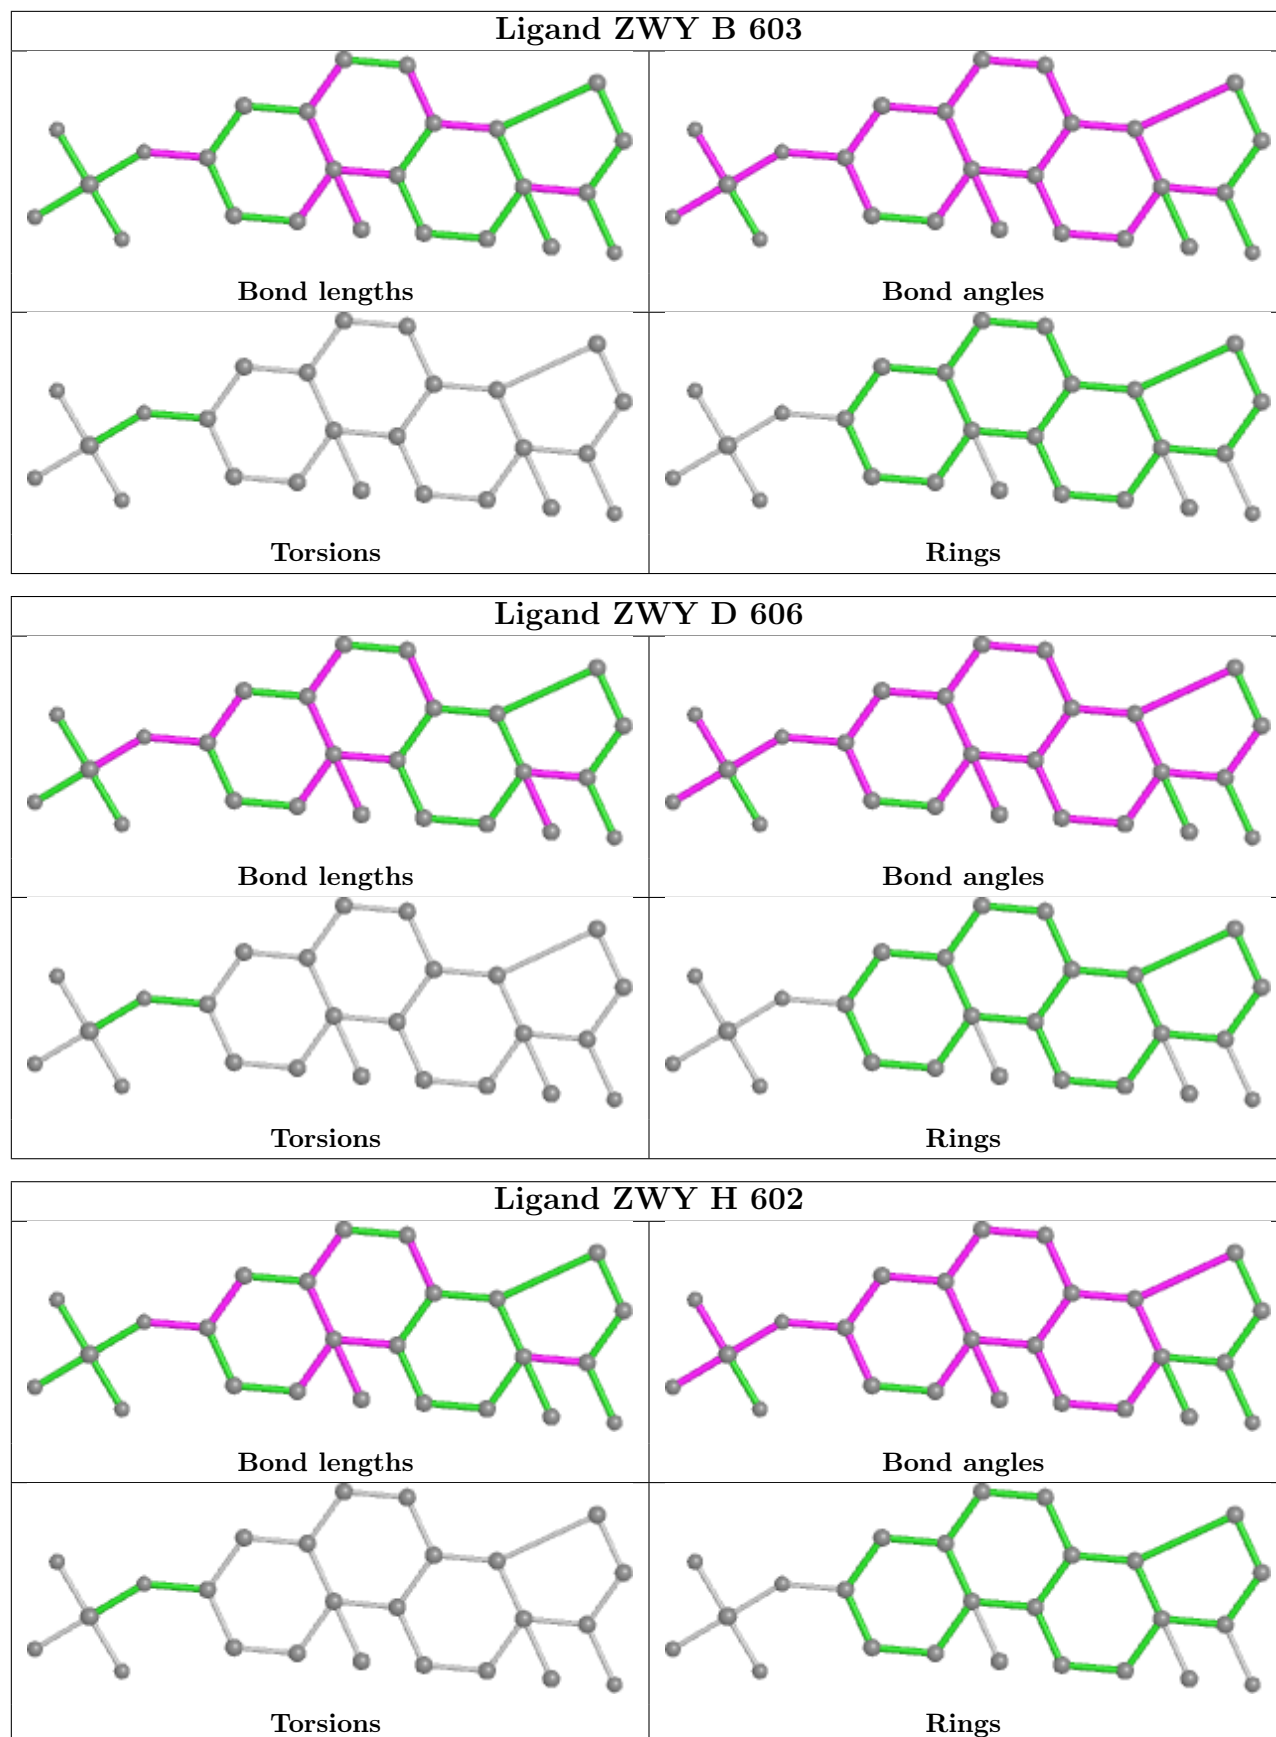 Ligand ZWY B 603
Bond lengths
Bond angles
Torsions
Rings
Ligand ZWY D 606
Bond lengths
Bond angles
Torsions
Rings
Ligand ZWY H 602
Bond lengths
Bond angles
Torsions
Rings